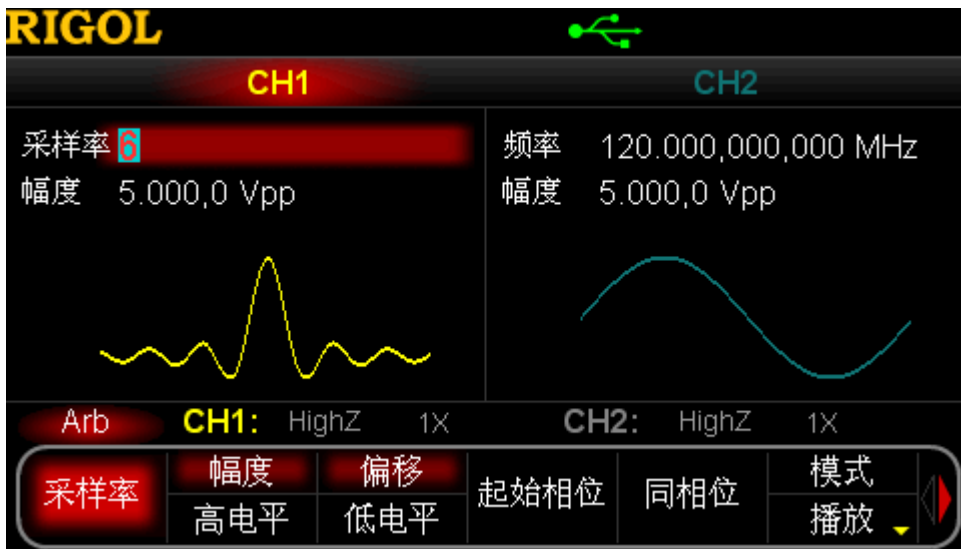 RIGOL
CH1 CH2
采样率 6
频率 120.000,000,000 MHz
幅度 5.000,0 Vpp
幅度 5.000,0 Vpp
Arb CH1: HighZ 1X CH2: HighZ 1X
采样率 幅度 偏移 起始相位 同相位 模式
高电平 低电平 播放